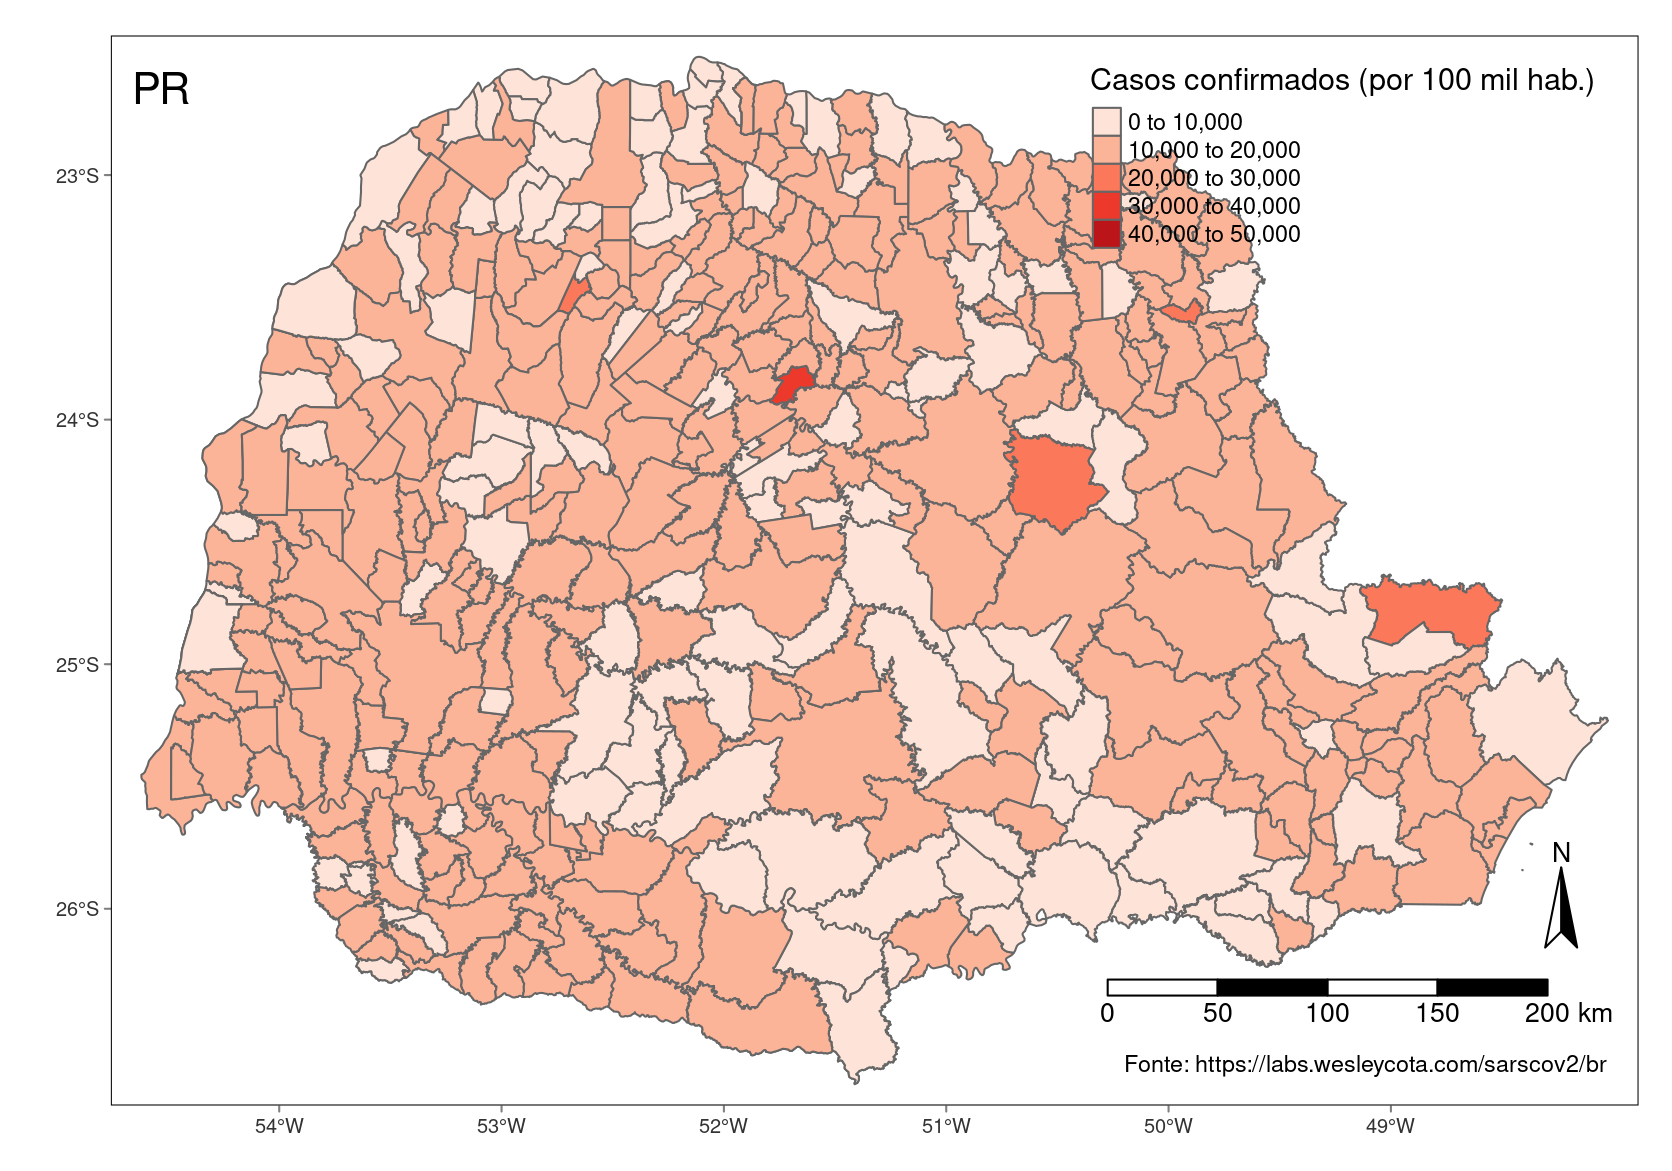 PR
Casos confirmados (por 100 mil hab.)
0 to 10,000
10,000 to 20,000
20,000 to 30,000
30,000 to 40,000
40,000 to 50,000
23°S
24°S
25°S
26°S
N
0 50 100 150 200 km
Fonte: https://labs.wesleycota.com/sarscov2/br
54°W 53°W 52°W 51°W 50°W 49°W